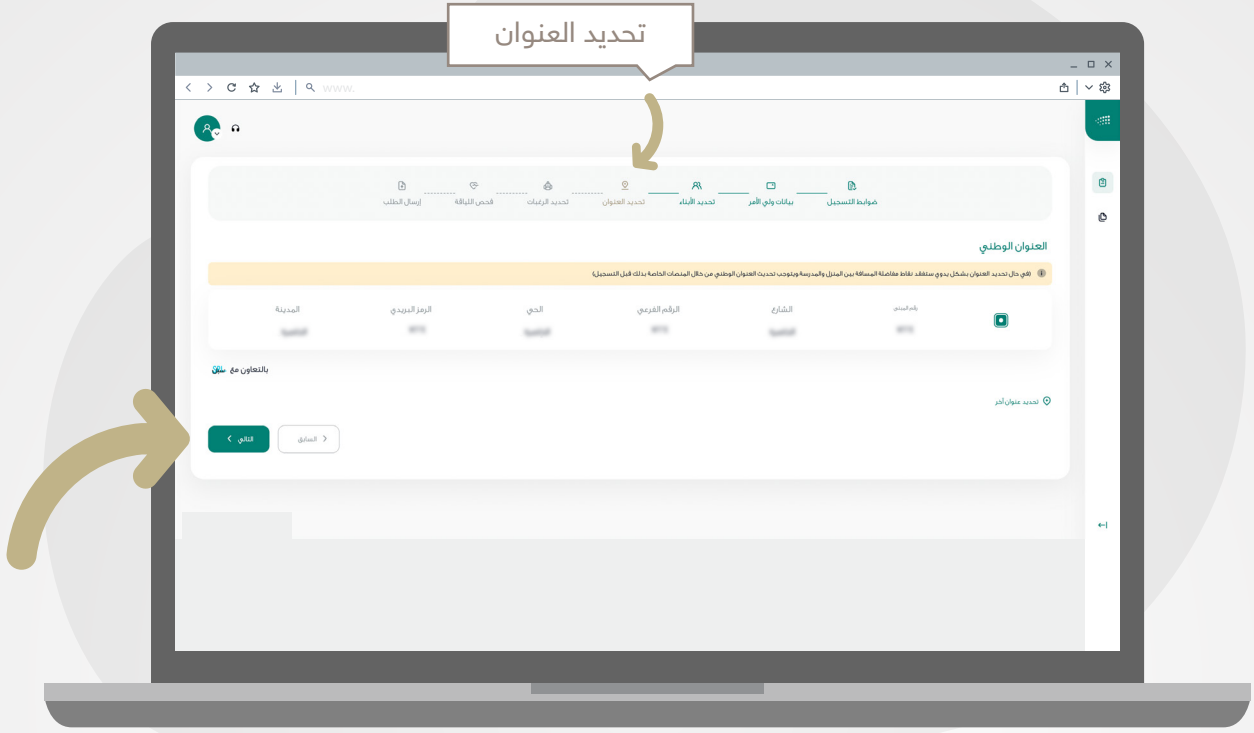 تحديد العنوان
www.
ضوابط التسجيل
بيانات ولي الأمر
تحديد الأبناء
تحديد العنوان
تحديد الرغبات
فحص اللياقة
إرسال الطلب
العنوان الوطني
(في حال تحديد العنوان بشكل يدوي ستفقد نقاط مفاضلة المسافة بين المنزل والمدرسة ويتوجب تحديث العنوان الوطني من خلال المنصات الخاصة بذلك قبل التسجيل)
رقم المبنى
الشارع
الرقم الفرعي
الحي
الرمز البريدي
المدينة
بالتعاون مع سبل
تحديد عنوان آخر
السابق
التالي